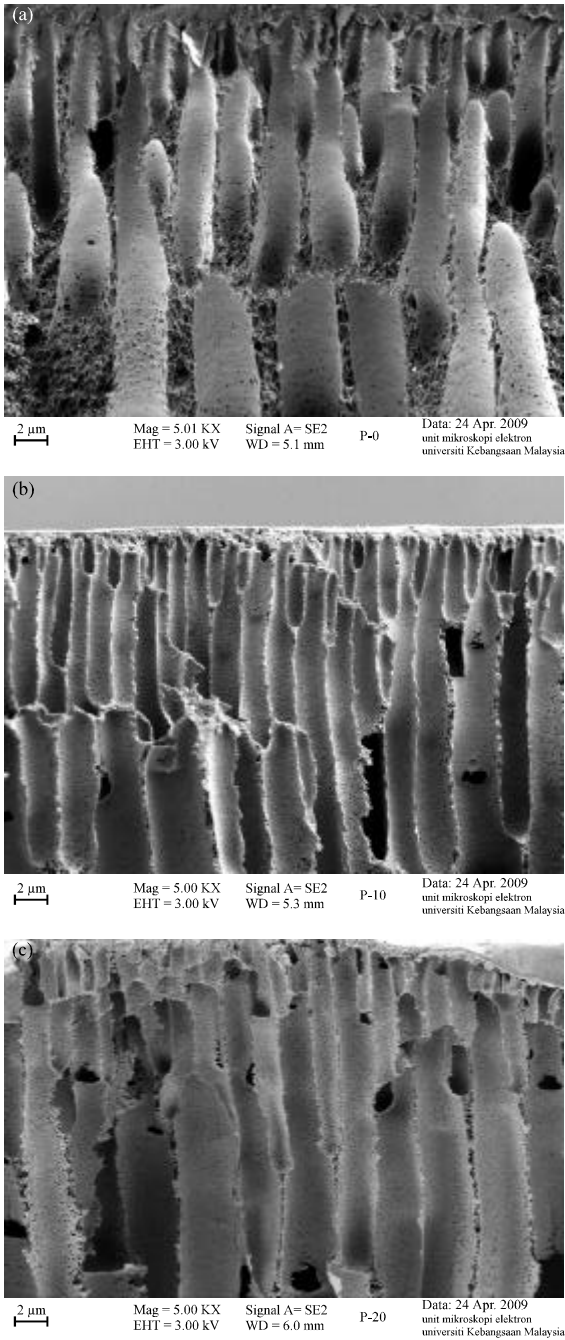 (a)
2 µm
Mag = 5.01 KX
EHT = 3.00 kV
Signal A= SE2
WD = 5.1 mm
P-0
Data: 24 Apr. 2009
unit mikroskopi elektron
universiti Kebangsaan Malaysia
(b)
2 µm
Mag = 5.00 KX
EHT = 3.00 kV
Signal A= SE2
WD = 5.3 mm
P-10
Data: 24 Apr. 2009
unit mikroskopi elektron
universiti Kebangsaan Malaysia
(c)
2 µm
Mag = 5.00 KX
EHT = 3.00 kV
Signal A= SE2
WD = 6.0 mm
P-20
Data: 24 Apr. 2009
unit mikroskopi elektron
universiti Kebangsaan Malaysia